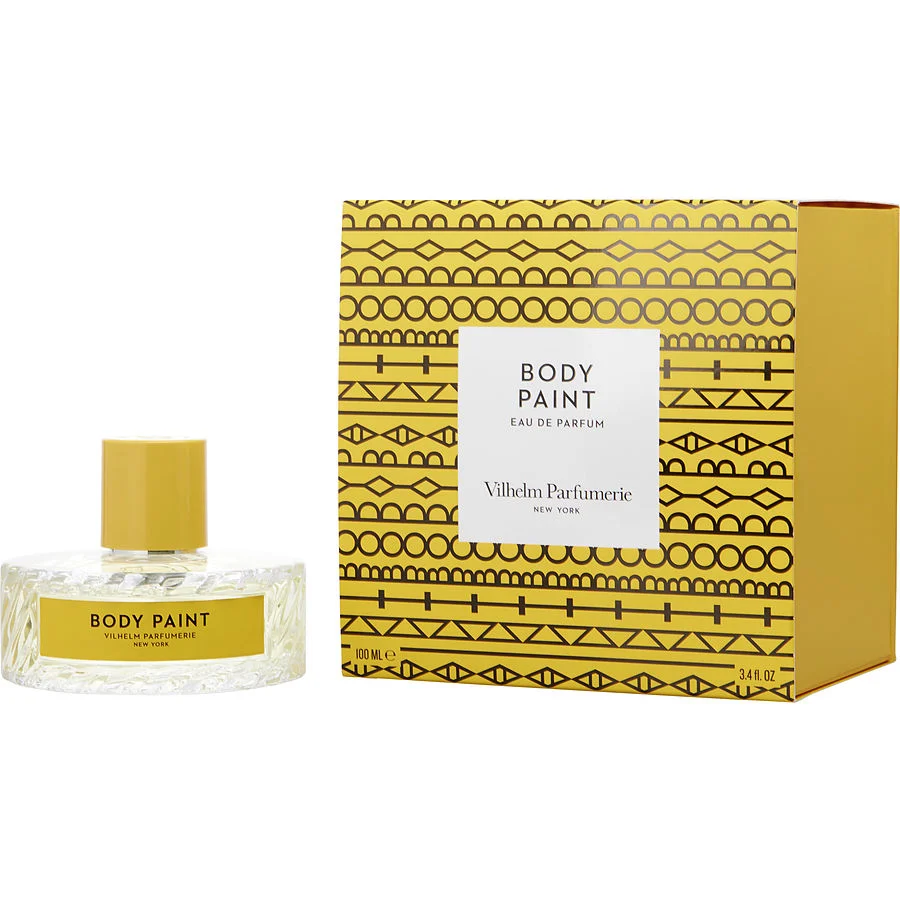 BODY
PAINT
EAU DE PARFUM
Vilhelm Parfumerie
NEW YORK
100 ML ℮
3.4 fl. OZ
BODY PAINT
VILHELM PARFUMERIE
NEW YORK